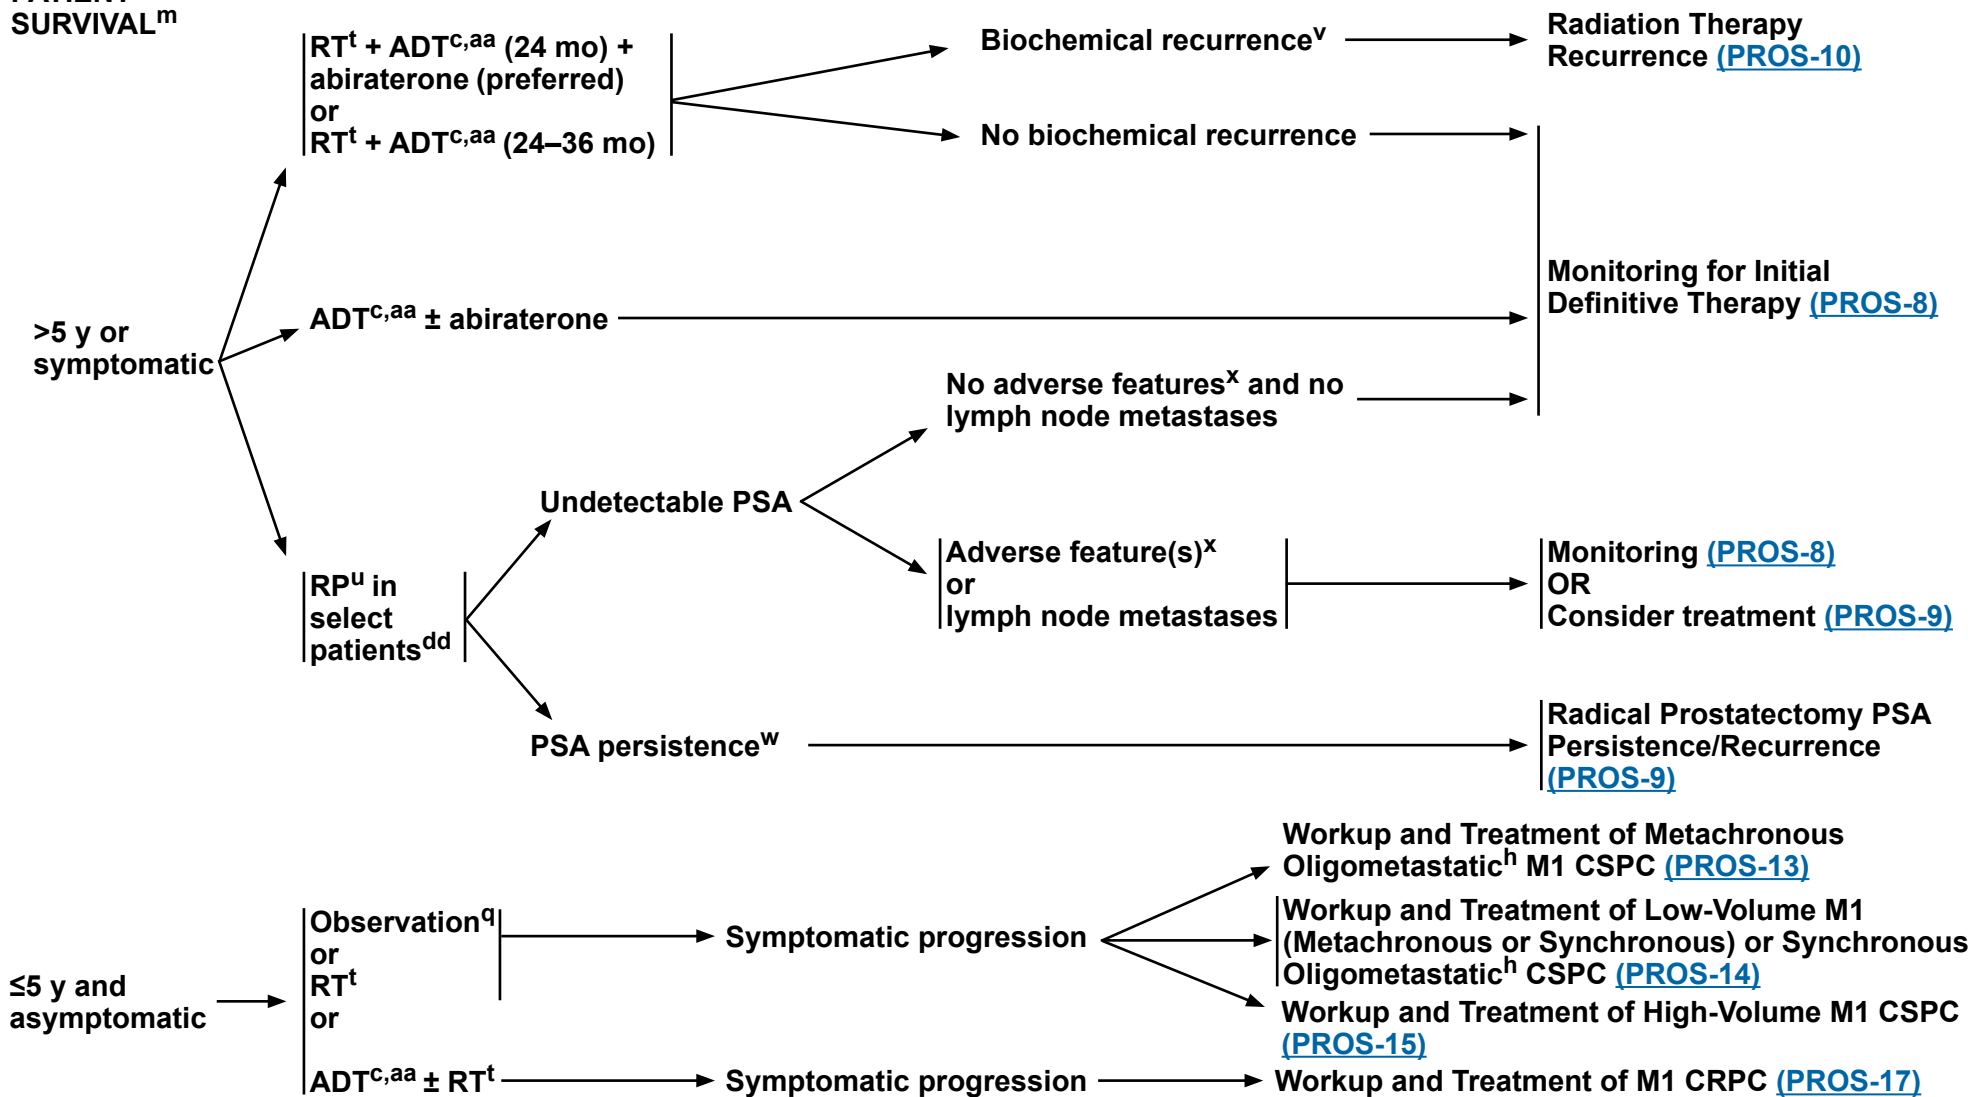 SURVIVALᵐ
RTᵗ + ADTᶜ,ᵃᵃ (24 mo) +
abiraterone (preferred)
or
RTᵗ + ADTᶜ,ᵃᵃ (24–36 mo)
Biochemical recurrenceᵛ
Radiation Therapy
Recurrence (PROS-10)
No biochemical recurrence
>5 y or
symptomatic
ADTᶜ,ᵃᵃ ± abiraterone
Monitoring for Initial
Definitive Therapy (PROS-8)
No adverse featuresˣ and no
lymph node metastases
Undetectable PSA
Adverse feature(s)ˣ
or
lymph node metastases
Monitoring (PROS-8)
OR
Consider treatment (PROS-9)
RPᵘ in
select
patientsᵈᵈ
PSA persistenceʷ
Radical Prostatectomy PSA
Persistence/Recurrence
(PROS-9)
≤5 y and
asymptomatic
Observationq
or
RTᵗ
or
Symptomatic progression
Workup and Treatment of Metachronous
Oligometastaticʰ M1 CSPC (PROS-13)
Workup and Treatment of Low-Volume M1
(Metachronous or Synchronous) or Synchronous
Oligometastaticʰ CSPC (PROS-14)
Workup and Treatment of High-Volume M1 CSPC
(PROS-15)
ADTᶜ,ᵃᵃ ± RTᵗ
Symptomatic progression
Workup and Treatment of M1 CRPC (PROS-17)